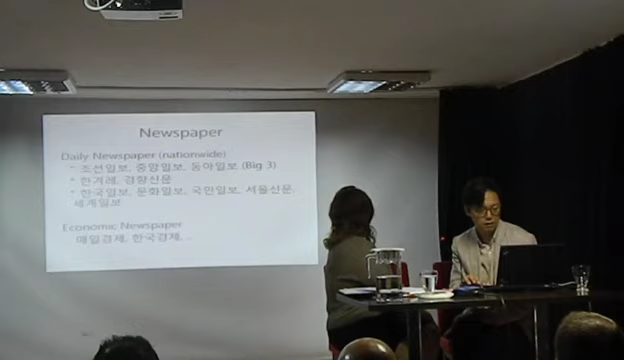 Newspaper
Daily Newspaper (nationwide)
* 조선일보, 중앙일보, 동아일보 (Big 3)
* 한겨레, 경향신문
* 한국일보, 문화일보, 국민일보, 서울신문,
세계일보
Economic Newspaper
매일경제, 한국경제, ..